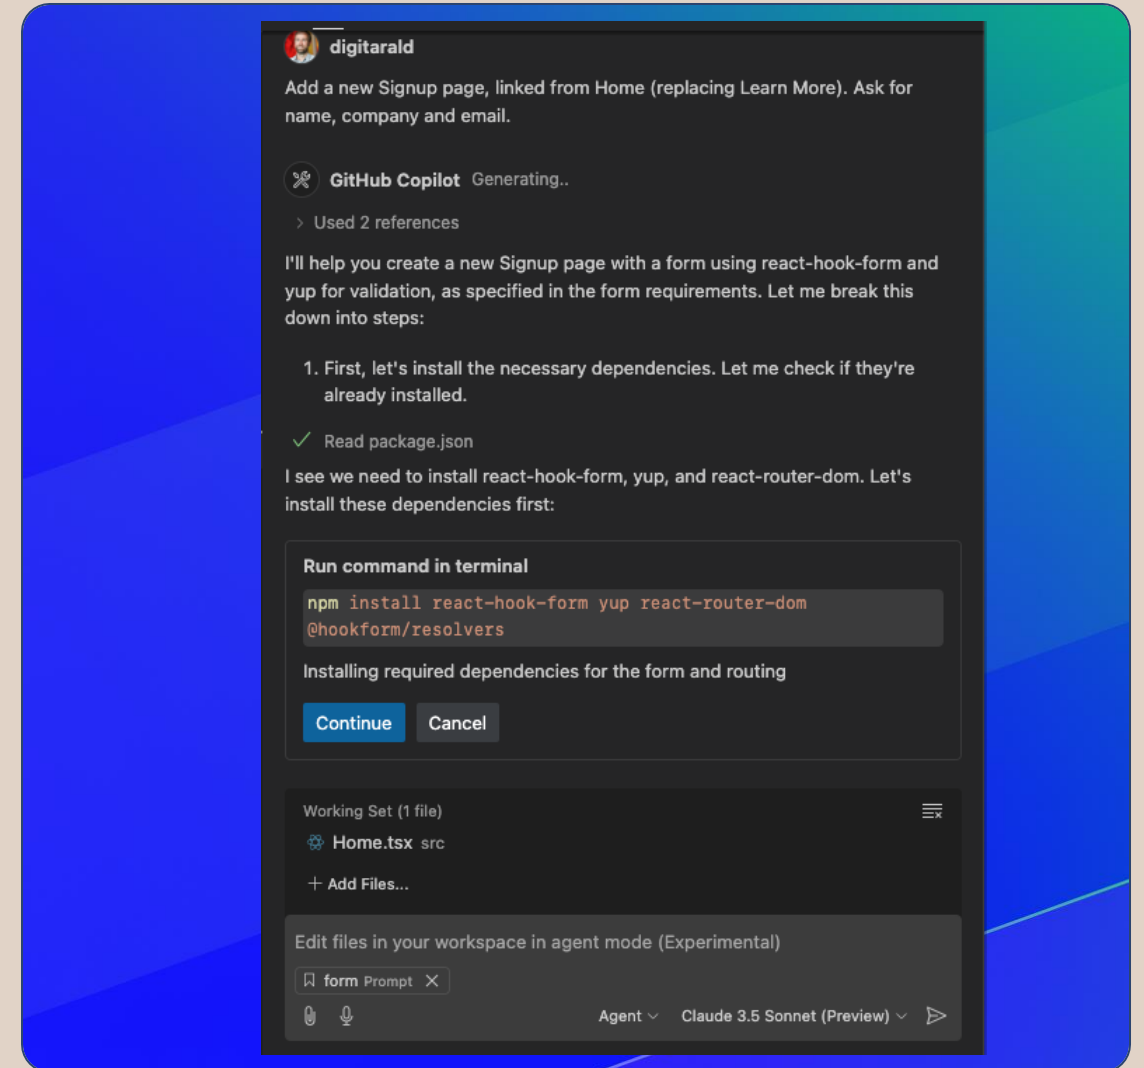 digitarald
Add a new Signup page, linked from Home (replacing Learn More). Ask for
name, company and email.
GitHub Copilot Generating..
Used 2 references
I'll help you create a new Signup page with a form using react-hook-form and
yup for validation, as specified in the form requirements. Let me break this
down into steps:
1. First, let's install the necessary dependencies. Let me check if they're
already installed.
Read package.json
I see we need to install react-hook-form, yup, and react-router-dom. Let's
install these dependencies first:
Run command in terminal
npm install react-hook-form yup react-router-dom
@hookform/resolvers
Installing required dependencies for the form and routing
Continue Cancel
Working Set (1 file)
Home.tsx src
+ Add Files...
Edit files in your workspace in agent mode (Experimental)
form Prompt
Agent Claude 3.5 Sonnet (Preview)